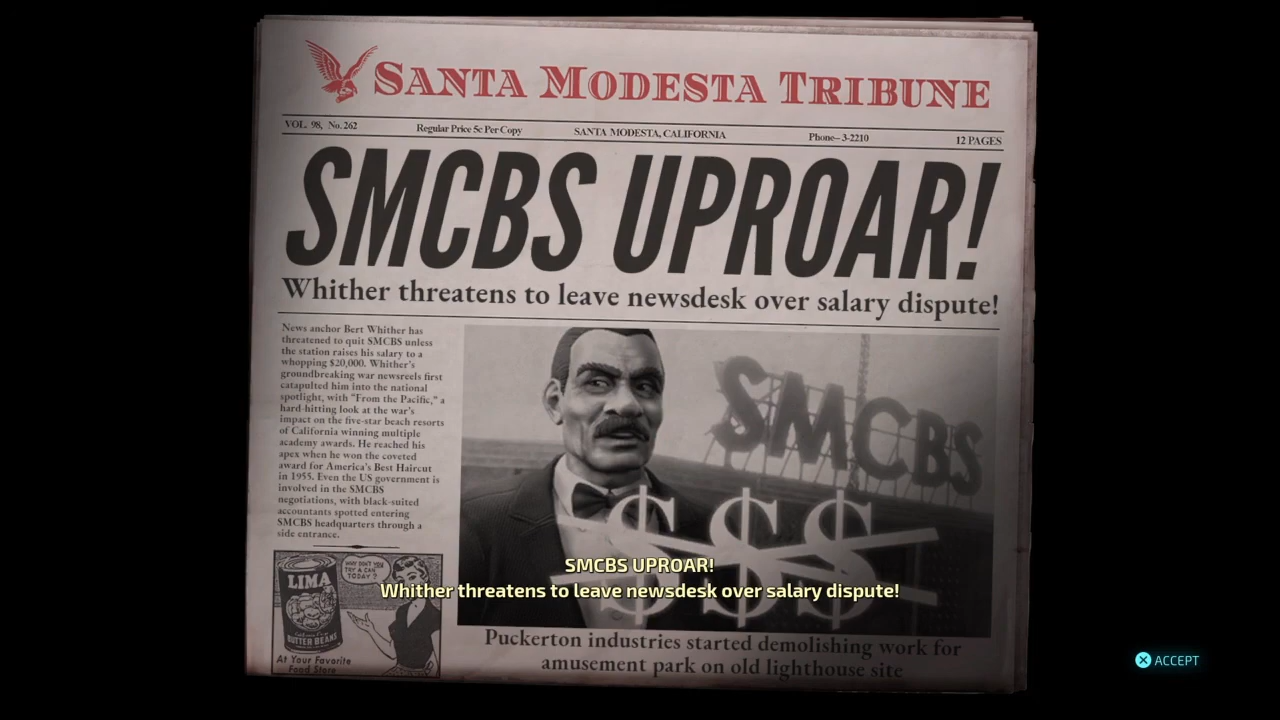 SANTA MODESTA TRIBUNE
VOL. 98, No. 262 Regular Price 5c Per Copy SANTA MODESTA, CALIFORNIA Phone–3-2210 12 PAGES
SMCBS UPROAR!
Whither threatens to leave newsdesk over salary dispute!
News anchor Bert Whither has
threatened to quit SMCBS unless
the station raises his salary to a
whopping $20,000. Whither's
groundbreaking war newsreels first
catapulted him into the national
spotlight, with "From the Pacific," a
hard-hitting look at the war's
impact on the five-star beach resorts
of California winning multiple
academy awards. He reached his
apex when he won the coveted
award for America's Best Haircut
in 1955. Even the US government is
involved in the SMCBS
negotiations, with black-suited
accountants spotted entering
SMCBS headquarters through a
side entrance.
SMCBS
$$$
WHY DON'T YOU
TRY A CAN
TODAY?
LIMA
BUTTER BEANS
At Your Favorite
Food Store
SMCBS UPROAR!
Whither threatens to leave newsdesk over salary dispute!
Puckerton industries started demolishing work for
amusement park on old lighthouse site
ACCEPT